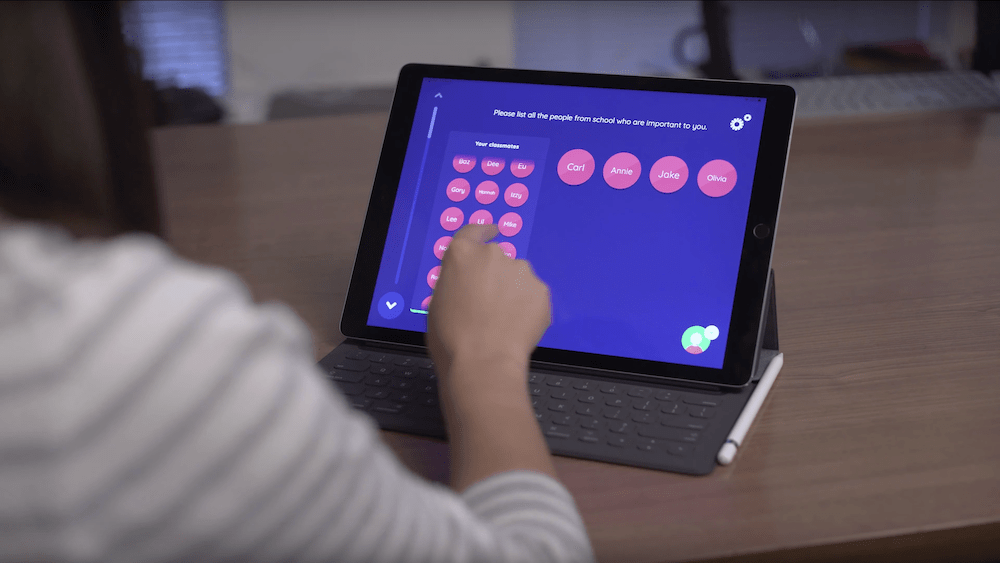 Please list all the people from school who are important to you.
Your classmates
Baz Dee Eu
Carl Annie Jake Olivia
Gary Hannah Izzy
Lee Lil Mike